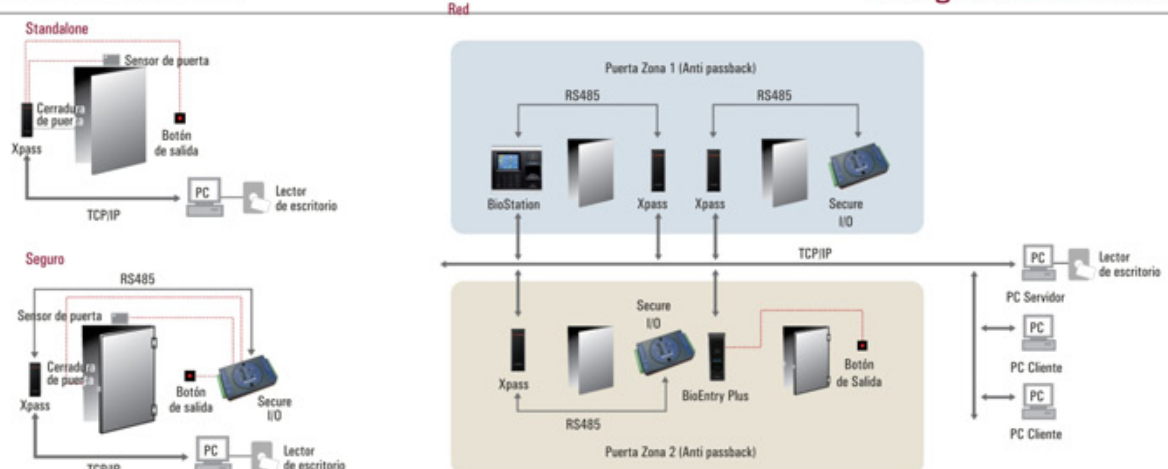 Red
Standalone
Sensor de puerta
Cerradura
de puerta
Xpass
Botón
de salida
PC
Lector
de escritorio
TCP/IP
Seguro
RS485
Sensor de puerta
Cerradura
de puerta
Xpass
Botón
de salida
Secure
I/O
PC
Lector
de escritorio
TCP/IP
Puerta Zona 1 (Anti passback)
RS485
RS485
BioStation
Xpass
Xpass
Secure
I/O
TCP/IP
PC
Lector
de escritorio
PC Servidor
PC
PC Cliente
PC
PC Cliente
Secure
I/O
Xpass
BioEntry Plus
Botón
de Salida
RS485
Puerta Zona 2 (Anti passback)